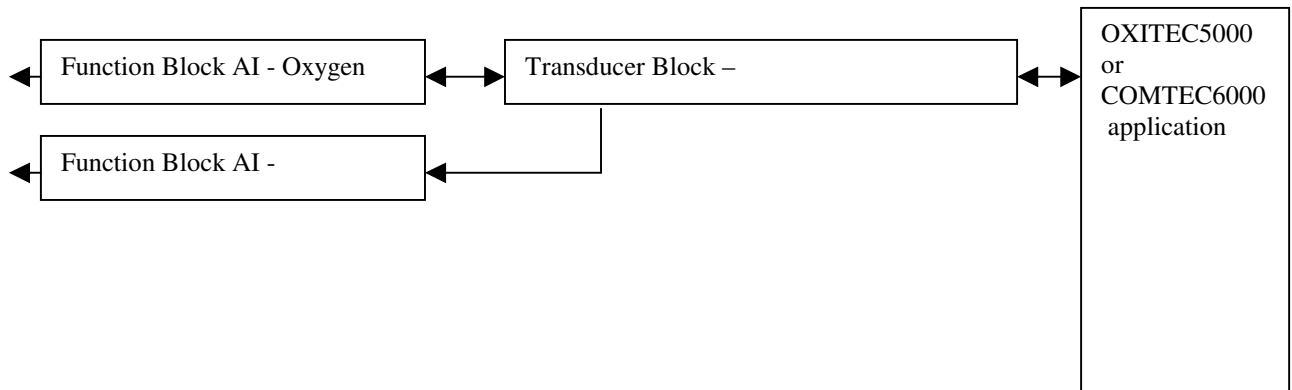 Function Block AI - Oxygen
Transducer Block –
OXITEC5000
or
COMTEC6000
application
Function Block AI -